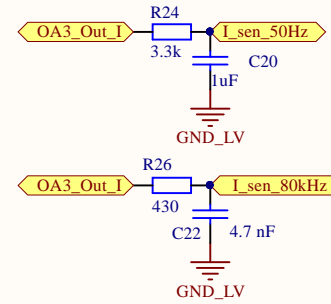 R24
OA3_Out_I
I_sen_50Hz
3.3k
C20
1uF
GND_LV
R26
OA3_Out_I
I_sen_80kHz
430
C22
4.7 nF
GND_LV